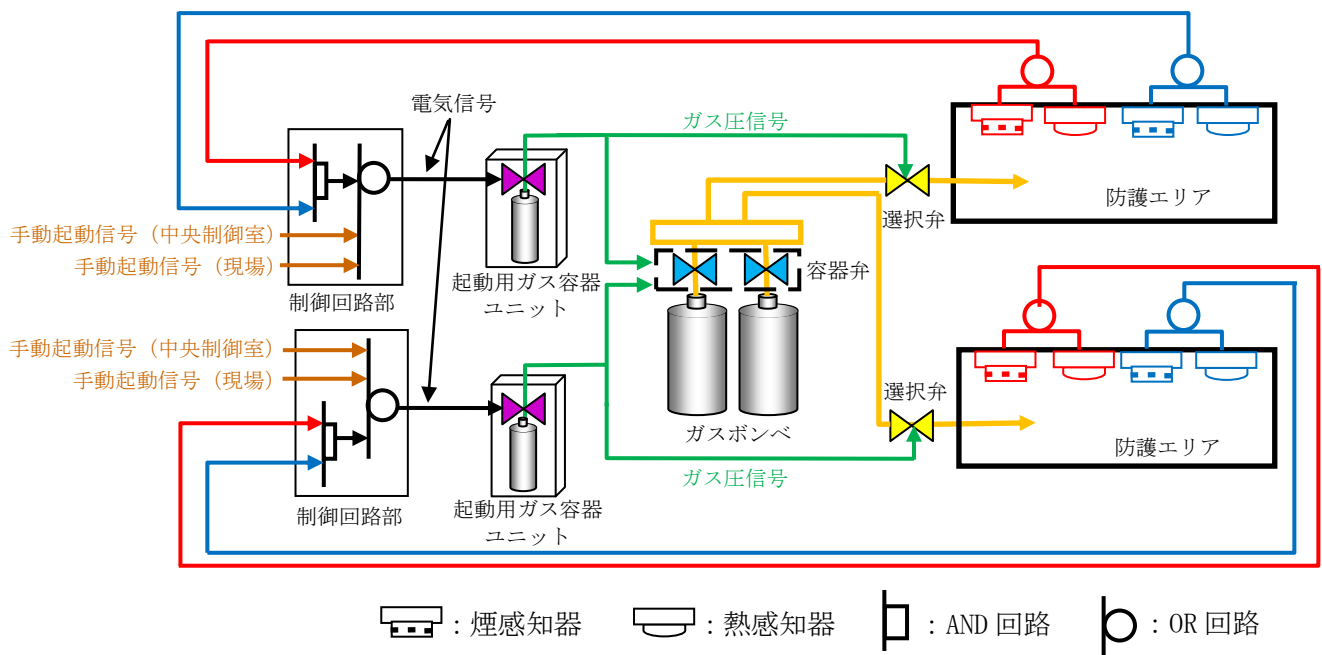 電気信号
ガス圧信号
防護エリア
選択弁
手動起動信号（中央制御室）
手動起動信号（現場）
制御回路部
起動用ガス容器
ユニット
容器弁
手動起動信号（中央制御室）
手動起動信号（現場）
制御回路部
起動用ガス容器
ユニット
ガスボンベ
選択弁
防護エリア
ガス圧信号
：煙感知器
：熱感知器
：AND 回路
：OR 回路